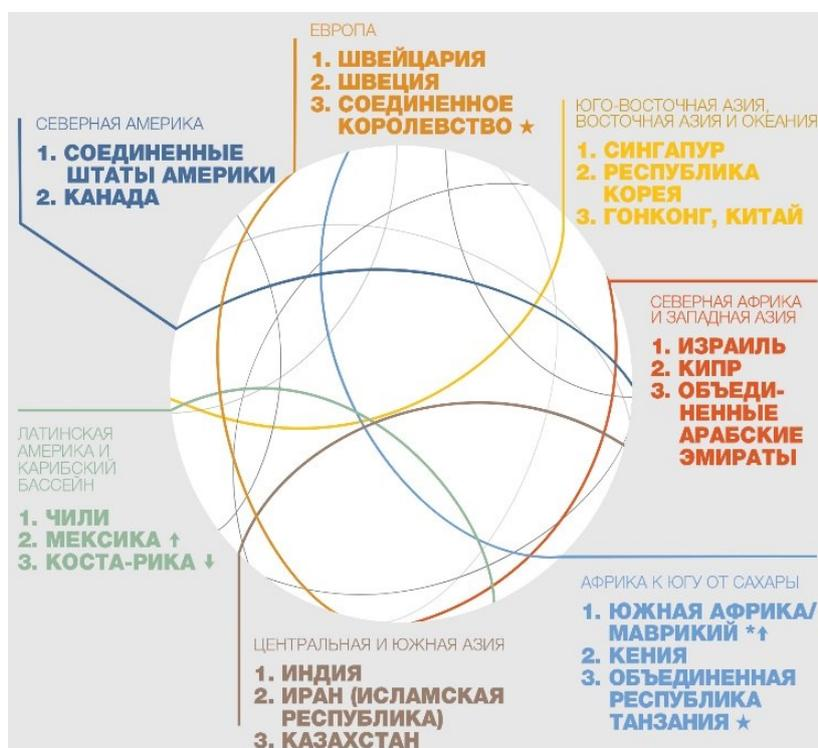 ЕВРОПА
1. ШВЕЙЦАРИЯ
2. ШВЕЦИЯ
3. СОЕДИНЕННОЕ
КОРОЛЕВСТВО ★
СЕВЕРНАЯ АМЕРИКА
1. СОЕДИНЕННЫЕ
ШТАТЫ АМЕРИКИ
2. КАНАДА
ЮГО-ВОСТОЧНАЯ АЗИЯ,
ВОСТОЧНАЯ АЗИЯ И ОКЕАНИЯ
1. СИНГАПУР
2. РЕСПУБЛИКА
КОРЕЯ
3. ГОНКОНГ, КИТАЙ
СЕВЕРНАЯ АФРИКА
И ЗАПАДНАЯ АЗИЯ
1. ИЗРАИЛЬ
2. КИПР
3. ОБЪЕДИ-
НЕННЫЕ
АРАБСКИЕ
ЭМИРАТЫ
ЛАТИНСКАЯ
АМЕРИКА И
КАРИБСКИЙ
БАССЕЙН
1. ЧИЛИ
2. МЕКСИКА ↑
3. КОСТА-РИКА ↓
АФРИКА К ЮГУ ОТ САХАРЫ
1. ЮЖНАЯ АФРИКА/
МАВРИКИЙ *↑
2. КЕНИЯ
3. ОБЪЕДИНЕННАЯ
РЕСПУБЛИКА
ТАНЗАНИЯ ★
ЦЕНТРАЛЬНАЯ И ЮЖНАЯ АЗИЯ
1. ИНДИЯ
2. ИРАН (ИСЛАМСКАЯ
РЕСПУБЛИКА)
3. КАЗАХСТАН